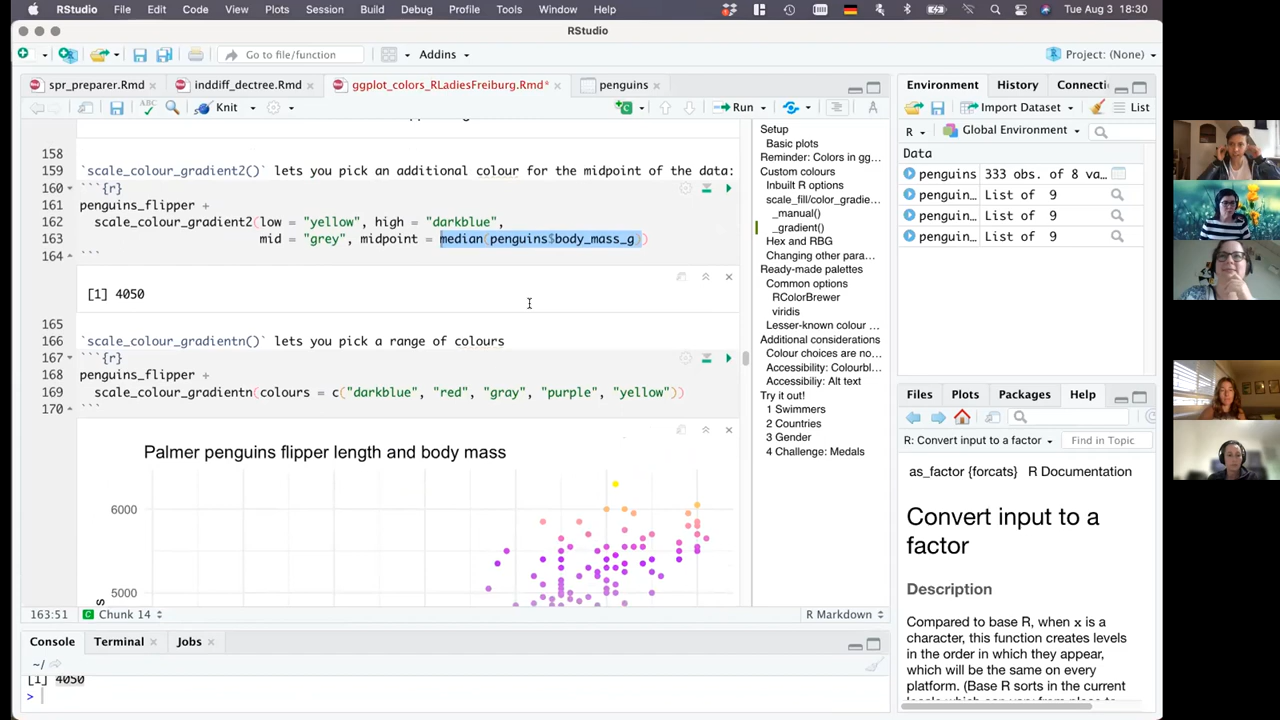 RStudio File Edit Code View Plots Session Build Debug Profile Tools Window Help Tue Aug 3 18:30
RStudio
Go to file/function Addins Project: (None)
spr_preparer.Rmd inddiff_dectree.Rmd ggplot_colors_RLadiesFreiburg.Rmd* penguins
Knit Run
158
159 `scale_colour_gradient2()` lets you pick an additional colour for the midpoint of the data:
160 ```{r}
161 penguins_flipper +
162 scale_colour_gradient2(low = "yellow", high = "darkblue",
163 mid = "grey", midpoint = median(penguins$body_mass_g))
164 ```
[1] 4050
165
166 `scale_colour_gradientn()` lets you pick a range of colours
167 ```{r}
168 penguins_flipper +
169 scale_colour_gradientn(colours = c("darkblue", "red", "gray", "purple", "yellow"))
170 ```
Palmer penguins flipper length and body mass
6000
5000
s
163:51 Chunk 14 R Markdown
Setup
Basic plots
Reminder: Colors in gg...
Custom colours
Inbuilt R options
scale_fill/color_gradie...
_manual()
_gradient()
Hex and RBG
Changing other para...
Ready-made palettes
Common options
RColorBrewer
viridis
Lesser-known colour ...
Additional considerations
Colour choices are no...
Accessibility: Colourbl...
Accessibiliy: Alt text
Try it out!
1 Swimmers
2 Countries
3 Gender
4 Challenge: Medals
Console Terminal Jobs
~/
[1] 4050
>
Environment History Connecti
Import Dataset List
R Global Environment
Data
penguins 333 obs. of 8 va...
penguin... List of 9
penguin... List of 9
penguin... List of 9
Files Plots Packages Help
R: Convert input to a factor Find in Topic
as_factor {forcats} R Documentation
Convert input to a
factor
Description
Compared to base R, when x is a
character, this function creates levels
in the order in which they appear,
which will be the same on every
platform. (Base R sorts in the current